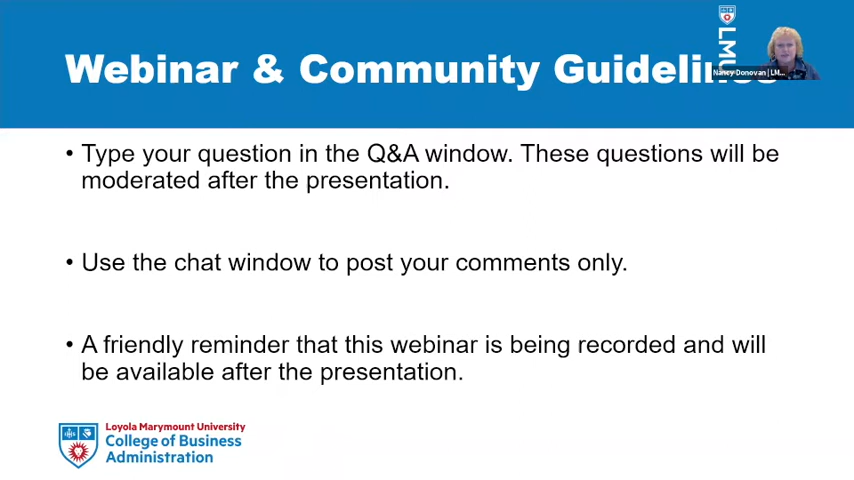 LMU
Webinar & Community Guidelines
Nancy Donovan | LM...
• Type your question in the Q&A window. These questions will be
moderated after the presentation.
• Use the chat window to post your comments only.
• A friendly reminder that this webinar is being recorded and will
be available after the presentation.
Loyola Marymount University
College of Business
Administration